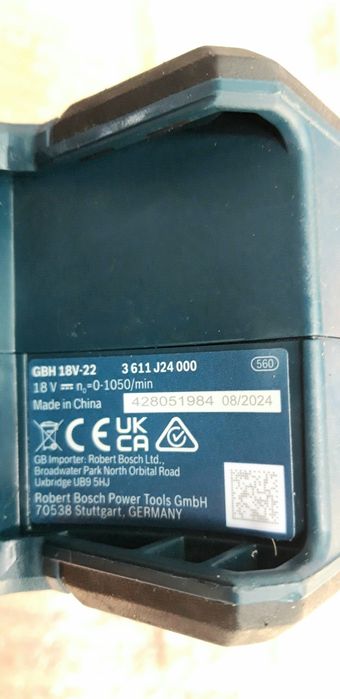 GBH 18V-22 3 611 J24 000 560
18 V ⎓ n₀=0-1050/min
Made in China 428051984 08/2024
CE UK CA
GB Importer: Robert Bosch Ltd.,
Broadwater Park North Orbital Road
Uxbridge UB9 5HJ
Robert Bosch Power Tools GmbH
70538 Stuttgart, GERMANY